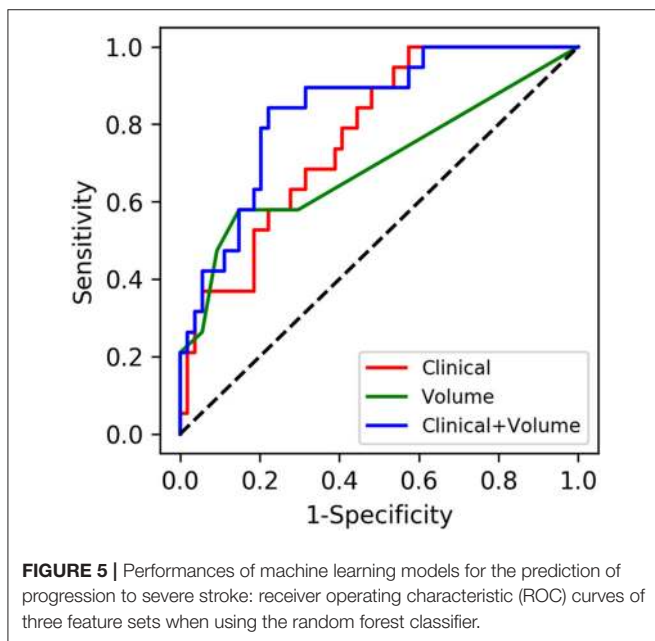 1.0
0.8
0.6
0.4
0.2
0.0
Sensitivity
Clinical
Volume
Clinical+Volume
0.0 0.2 0.4 0.6 0.8 1.0
1-Specificity
FIGURE 5 | Performances of machine learning models for the prediction of
progression to severe stroke: receiver operating characteristic (ROC) curves of
three feature sets when using the random forest classifier.